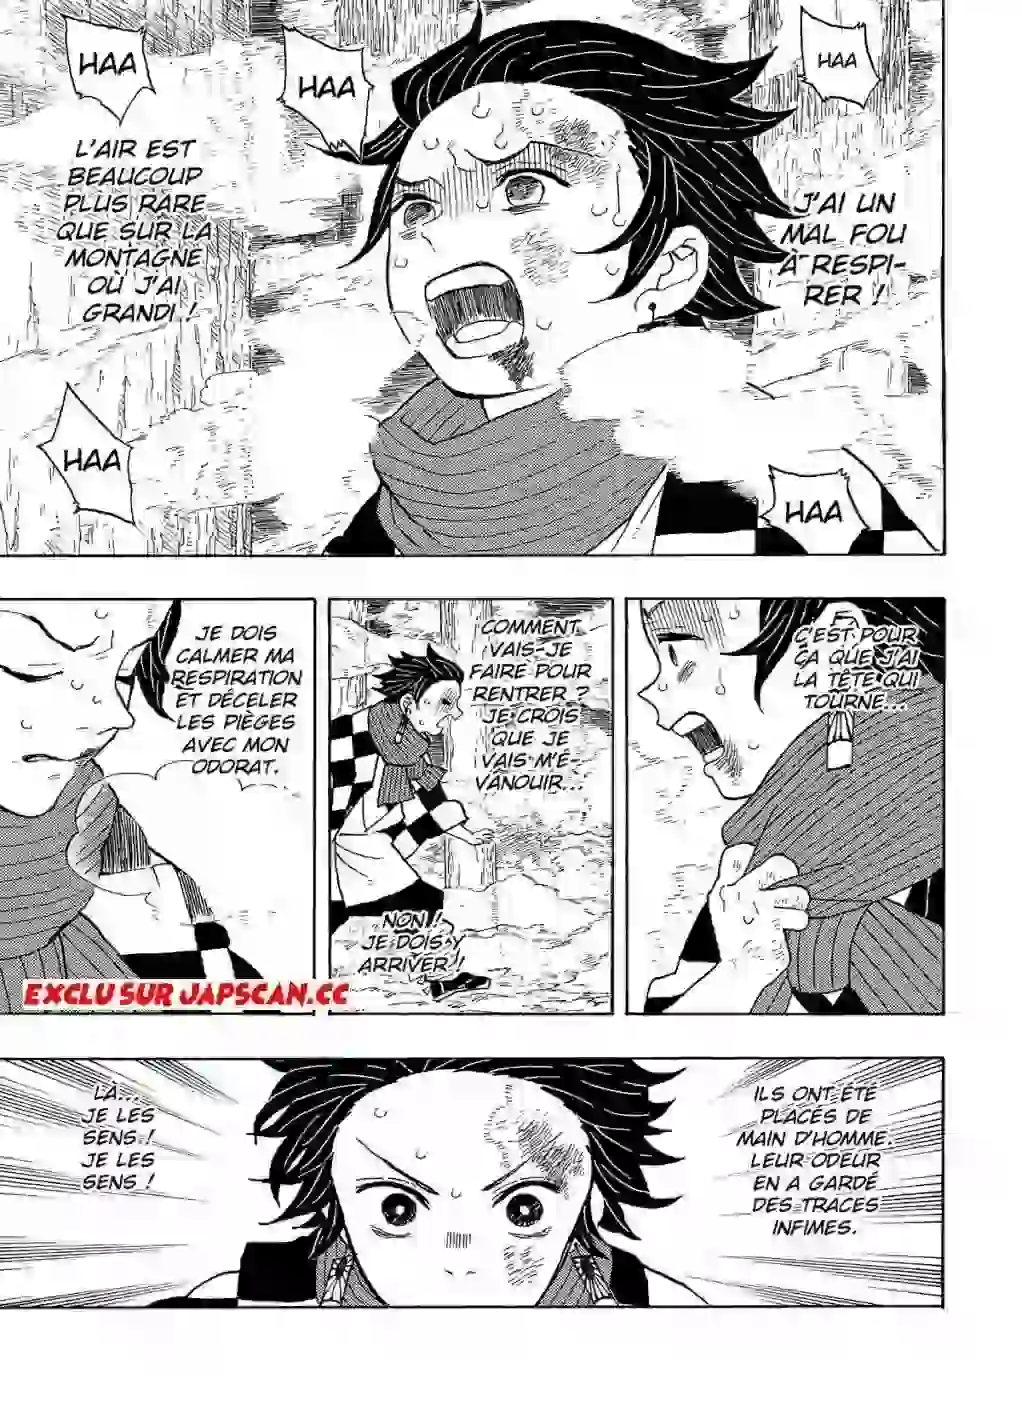 HAA
J'AI UN
MAL FOU
À RESPI-
RER !
HAA
HAA
L'AIR EST
BEAUCOUP
PLUS RARE
QUE SUR LA
MONTAGNE
OÙ J'AI
GRANDI !
HAA
HAA
C'EST POUR
ÇA QUE J'AI
LA TÊTE QUI
TOURNE...
COMMENT
VAIS-JE
FAIRE POUR
RENTRER ?
JE CROIS
QUE JE
VAIS M'É-
VANOUIR...
NON !
JE DOIS Y
ARRIVER !
JE DOIS
CALMER MA
RESPIRATION
ET DÉCELER
LES PIÈGES
AVEC MON
ODORAT.
EXCLU SUR JAPSCAN.CC
ILS ONT ÉTÉ
PLACÉS DE
MAIN D'HOMME.
LEUR ODEUR
EN A GARDÉ
DES TRACES
INFIMES.
LÀ...
JE LES
SENS !
JE LES
SENS !